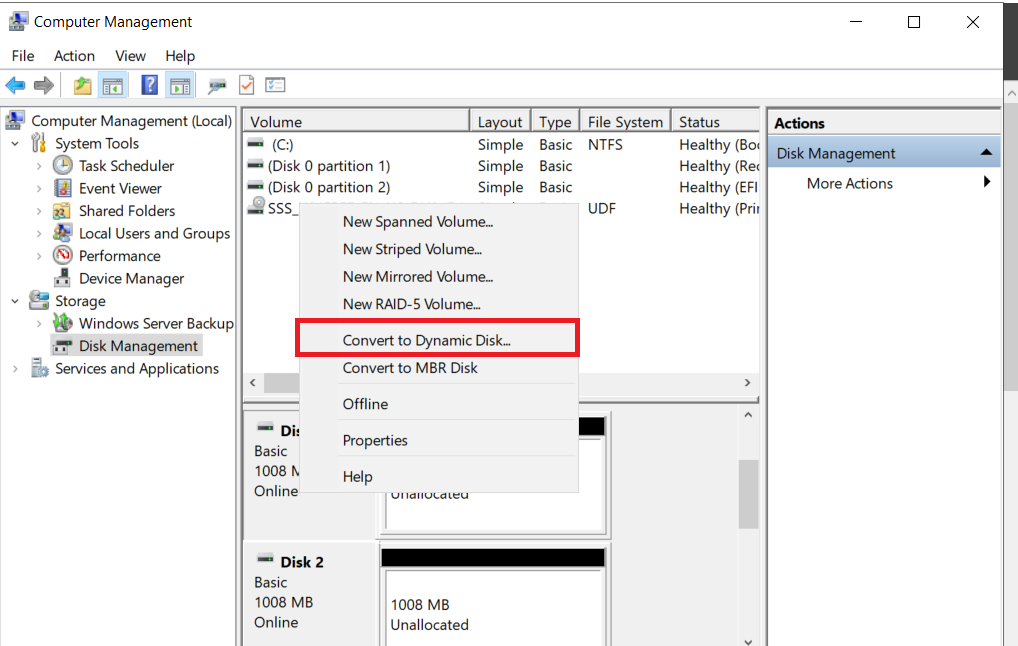 Computer Management
File Action View Help
Computer Management (Local)
System Tools
Task Scheduler
Event Viewer
Shared Folders
Local Users and Groups
Performance
Device Manager
Storage
Windows Server Backup
Disk Management
Services and Applications
Volume Layout Type File System Status
(C:) Simple Basic NTFS Healthy (Boo
(Disk 0 partition 1) Simple Basic Healthy (Rec
(Disk 0 partition 2) Simple Basic Healthy (EFI
SSS_ UDF Healthy (Prin
New Spanned Volume...
New Striped Volume...
New Mirrored Volume...
New RAID-5 Volume...
Convert to Dynamic Disk...
Convert to MBR Disk
Offline
Properties
Help
Basic
1008 M
Online
Unallocated
Disk 2
Basic
1008 MB
Online
1008 MB
Unallocated
Actions
Disk Management
More Actions